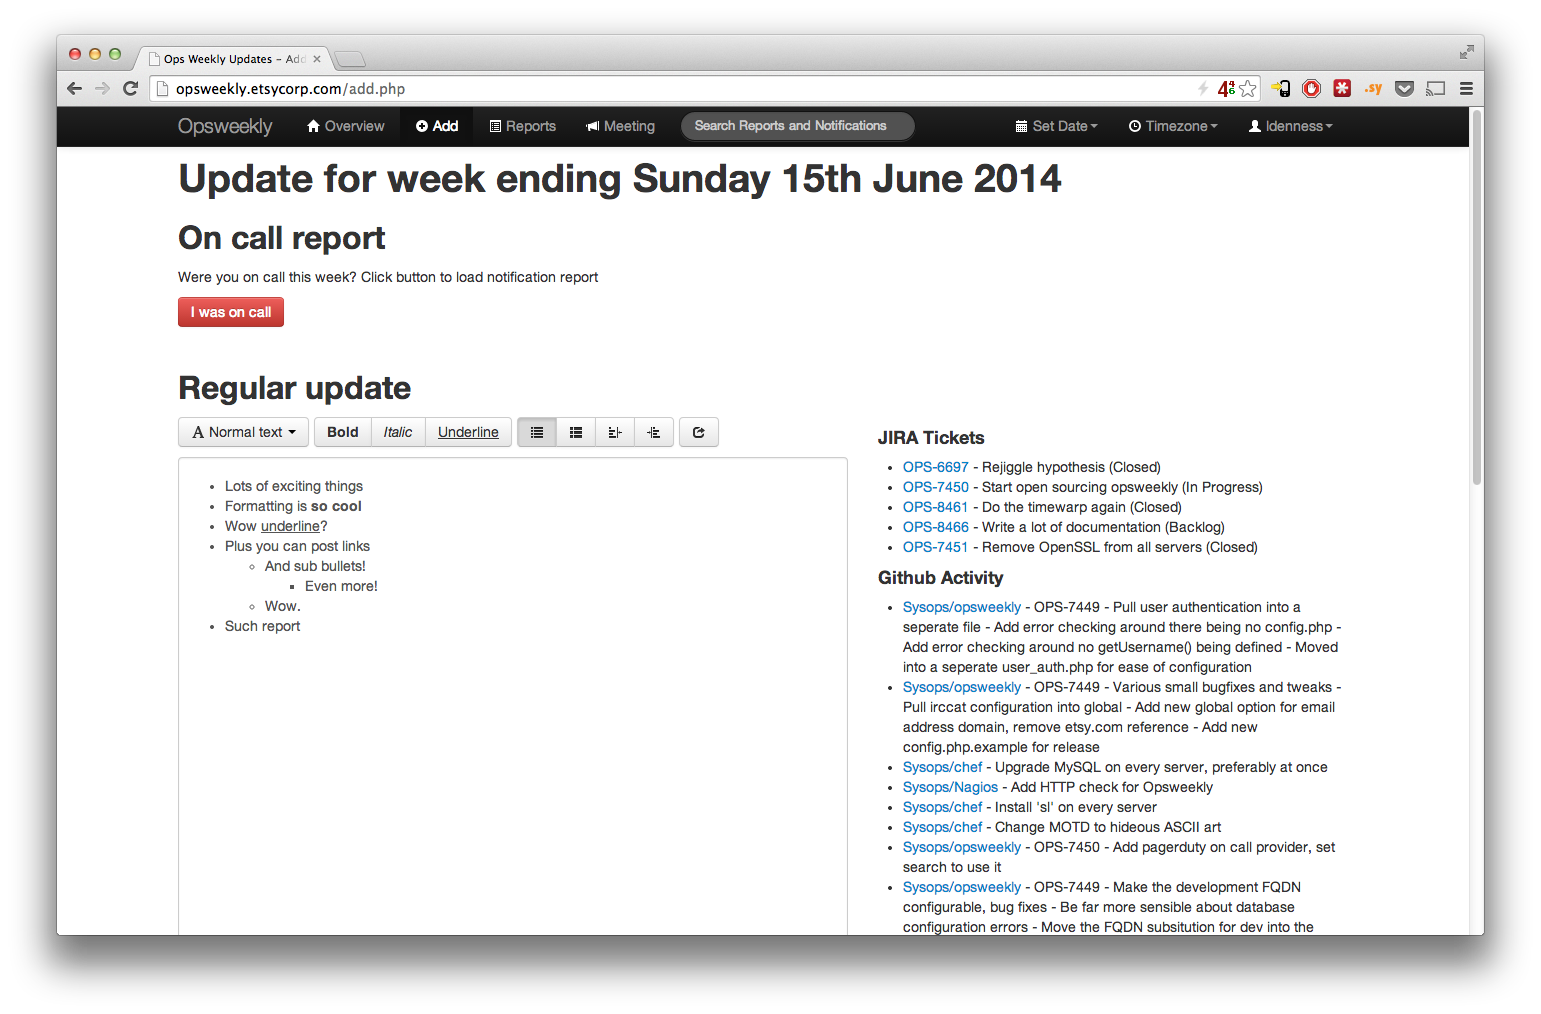 Ops Weekly Updates - Add
opsweekly.etsycorp.com/add.php
Opsweekly
Overview
Add
Reports
Meeting
Search Reports and Notifications
Set Date
Timezone
ldenness
Update for week ending Sunday 15th June 2014
On call report
Were you on call this week? Click button to load notification report
I was on call
Regular update
A Normal text
Bold
Italic
Underline
Lots of exciting things
Formatting is so cool
Wow underline?
Plus you can post links
And sub bullets!
Even more!
Wow.
Such report
JIRA Tickets
OPS-6697 - Rejiggle hypothesis (Closed)
OPS-7450 - Start open sourcing opsweekly (In Progress)
OPS-8461 - Do the timewarp again (Closed)
OPS-8466 - Write a lot of documentation (Backlog)
OPS-7451 - Remove OpenSSL from all servers (Closed)
Github Activity
Sysops/opsweekly - OPS-7449 - Pull user authentication into a
seperate file - Add error checking around there being no config.php -
Add error checking around no getUsername() being defined - Moved
into a seperate user_auth.php for ease of configuration
Sysops/opsweekly - OPS-7449 - Various small bugfixes and tweaks -
Pull irccat configuration into global - Add new global option for email
address domain, remove etsy.com reference - Add new
config.php.example for release
Sysops/chef - Upgrade MySQL on every server, preferably at once
Sysops/Nagios - Add HTTP check for Opsweekly
Sysops/chef - Install 'sl' on every server
Sysops/chef - Change MOTD to hideous ASCII art
Sysops/opsweekly - OPS-7450 - Add pagerduty on call provider, set
search to use it
Sysops/opsweekly - OPS-7449 - Make the development FQDN
configurable, bug fixes - Be far more sensible about database
configuration errors - Move the FQDN subsitution for dev into the